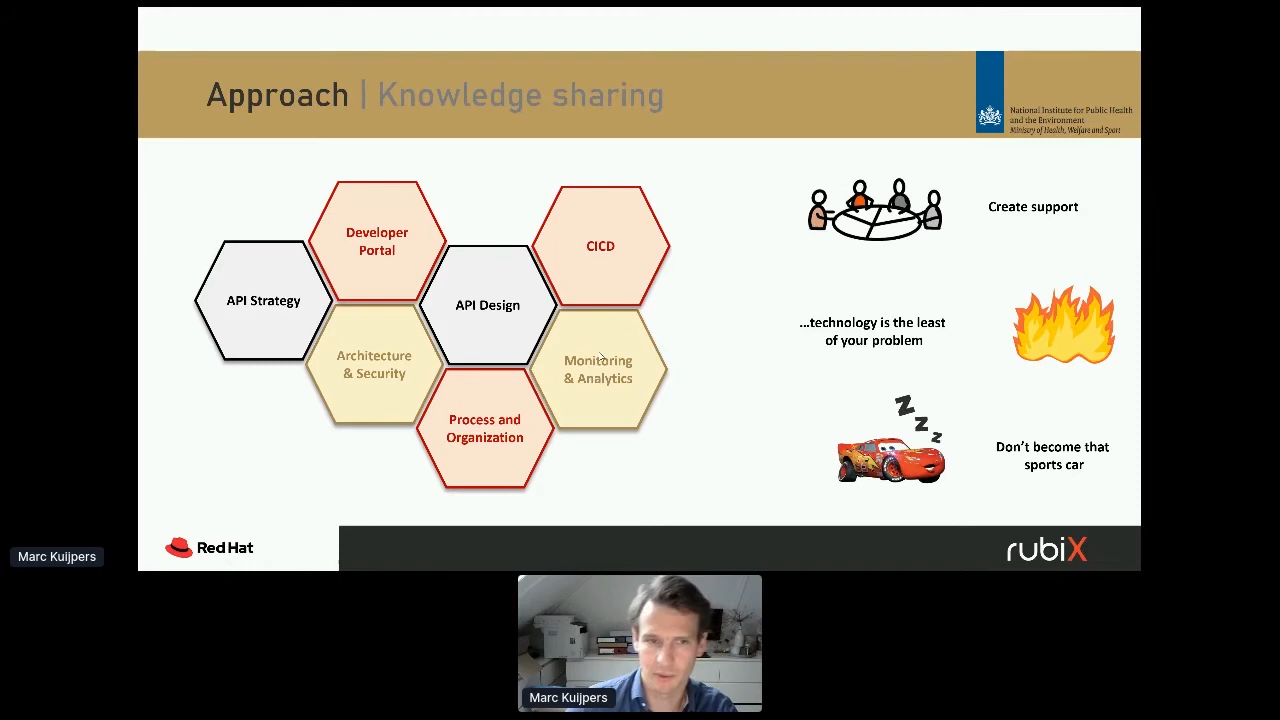 Approach | Knowledge sharing
National Institute for Public Health
and the Environment
Ministry of Health, Welfare and Sport
Developer
Portal
CICD
API Strategy
API Design
Architecture
& Security
Monitoring
& Analytics
Process and
Organization
Create support
...technology is the least
of your problem
Z
Z
Z
Don't become that
sports car
Red Hat
rubiX
Marc Kuijpers
Marc Kuijpers